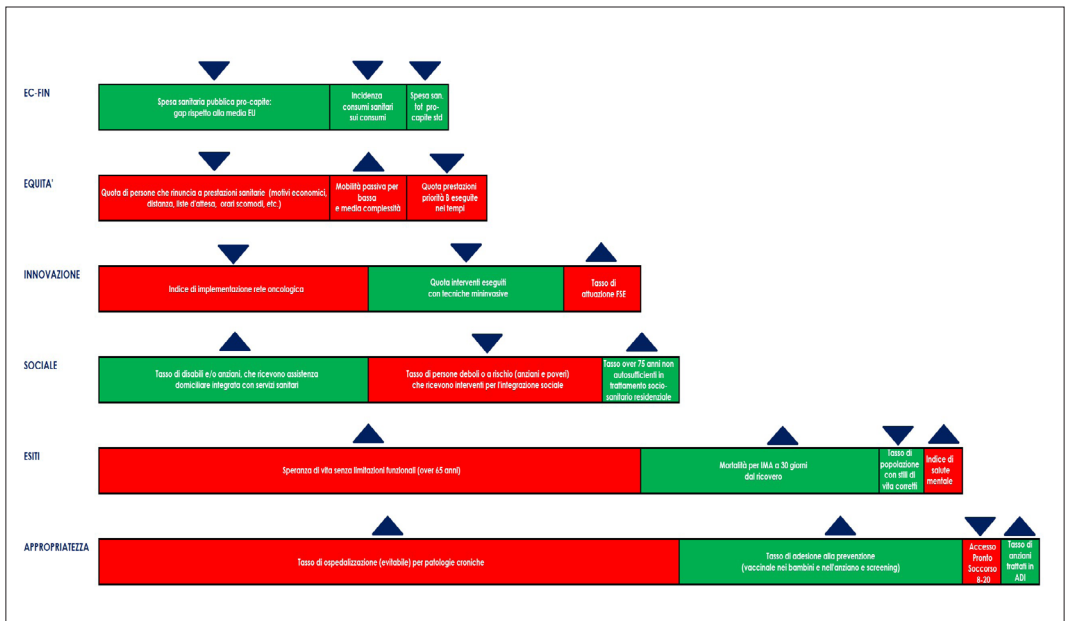 EC-FIN
Spesa sanitaria pubblica pro-capite:
gap rispetto alla media EU
Incidenza
consumi sanitari
sui consumi
Spesa san.
tot pro-
capite std
EQUITA'
Quota di persone che rinuncia a prestazioni sanitarie (motivi economici,
distanza, liste d'attesa, orari scomodi, etc.)
Mobilità passiva per
bassa
e media complessità
Quota prestazioni
priorità B eseguite
nei tempi
INNOVAZIONE
Indice di implementazione rete oncologica
Quota interventi eseguiti
con tecniche mininvasive
Tasso di
attuazione FSE
SOCIALE
Tasso di disabili e/o anziani, che ricevono assistenza
domiciliare integrata con servizi sanitari
Tasso di persone deboli o a rischio (anziani e poveri)
che ricevono interventi per l'integrazione sociale
Tasso over 75 anni non
autosufficienti in
trattamento socio-
sanitario residenziale
ESITI
Speranza di vita senza limitazioni funzionali (over 65 anni)
Mortalità per IMA a 30 giorni
dal ricovero
Tasso di
popolazione
con stili di
vita corretti
Indice di
salute
mentale
APPROPRIATEZZA
Tasso di ospedalizzazione (evitabile) per patologie croniche
Tasso di adesione alla prevenzione
(vaccinale nei bambini e nell'anziano e screening)
Accesso
Pronto
Soccorso
8-20
Tasso di
anziani
trattati in
ADI